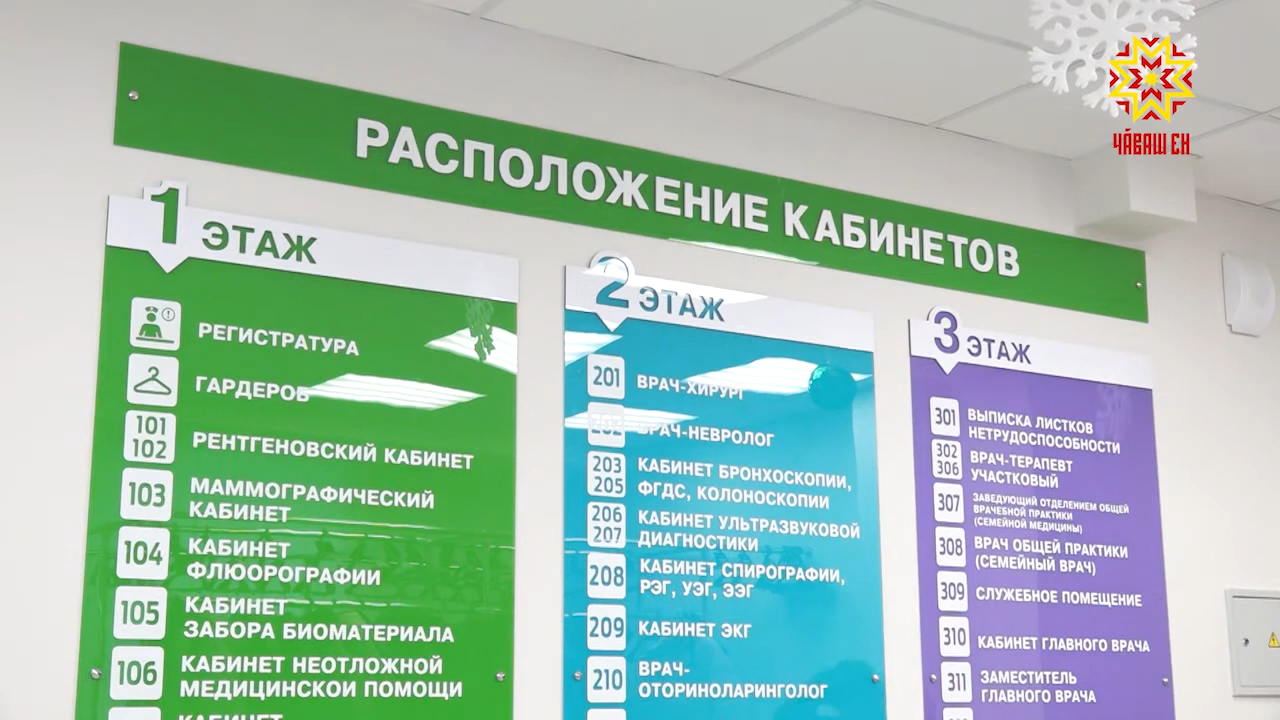 ЧӐВАШ ЕН
РАСПОЛОЖЕНИЕ КАБИНЕТОВ
1 ЭТАЖ
РЕГИСТРАТУРА
ГАРДЕРОБ
101
102
РЕНТГЕНОВСКИЙ КАБИНЕТ
103
МАММОГРАФИЧЕСКИЙ
КАБИНЕТ
104
КАБИНЕТ
ФЛЮОРОГРАФИИ
105
КАБИНЕТ
ЗАБОРА БИОМАТЕРИАЛА
106
КАБИНЕТ НЕОТЛОЖНОЙ
МЕДИЦИНСКОЙ ПОМОЩИ
КАБИНЕТ
2 ЭТАЖ
201
ВРАЧ-ХИРУРГ
202
ВРАЧ-НЕВРОЛОГ
203
205
КАБИНЕТ БРОНХОСКОПИИ,
ФГДС, КОЛОНОСКОПИИ
206
207
КАБИНЕТ УЛЬТРАЗВУКОВОЙ
ДИАГНОСТИКИ
208
КАБИНЕТ СПИРОГРАФИИ,
РЭГ, УЭГ, ЭЭГ
209
КАБИНЕТ ЭКГ
210
ВРАЧ-
ОТОРИНОЛАРИНГОЛОГ
3 ЭТАЖ
301
ВЫПИСКА ЛИСТКОВ
НЕТРУДОСПОСОБНОСТИ
302
306
ВРАЧ-ТЕРАПЕВТ
УЧАСТКОВЫЙ
307
ЗАВЕДУЮЩИЙ ОТДЕЛЕНИЕМ ОБЩЕЙ
ВРАЧЕБНОЙ ПРАКТИКИ
(СЕМЕЙНОЙ МЕДИЦИНЫ)
308
ВРАЧ ОБЩЕЙ ПРАКТИКИ
(СЕМЕЙНЫЙ ВРАЧ)
309
СЛУЖЕБНОЕ ПОМЕЩЕНИЕ
310
КАБИНЕТ ГЛАВНОГО ВРАЧА
311
ЗАМЕСТИТЕЛЬ
ГЛАВНОГО ВРАЧА